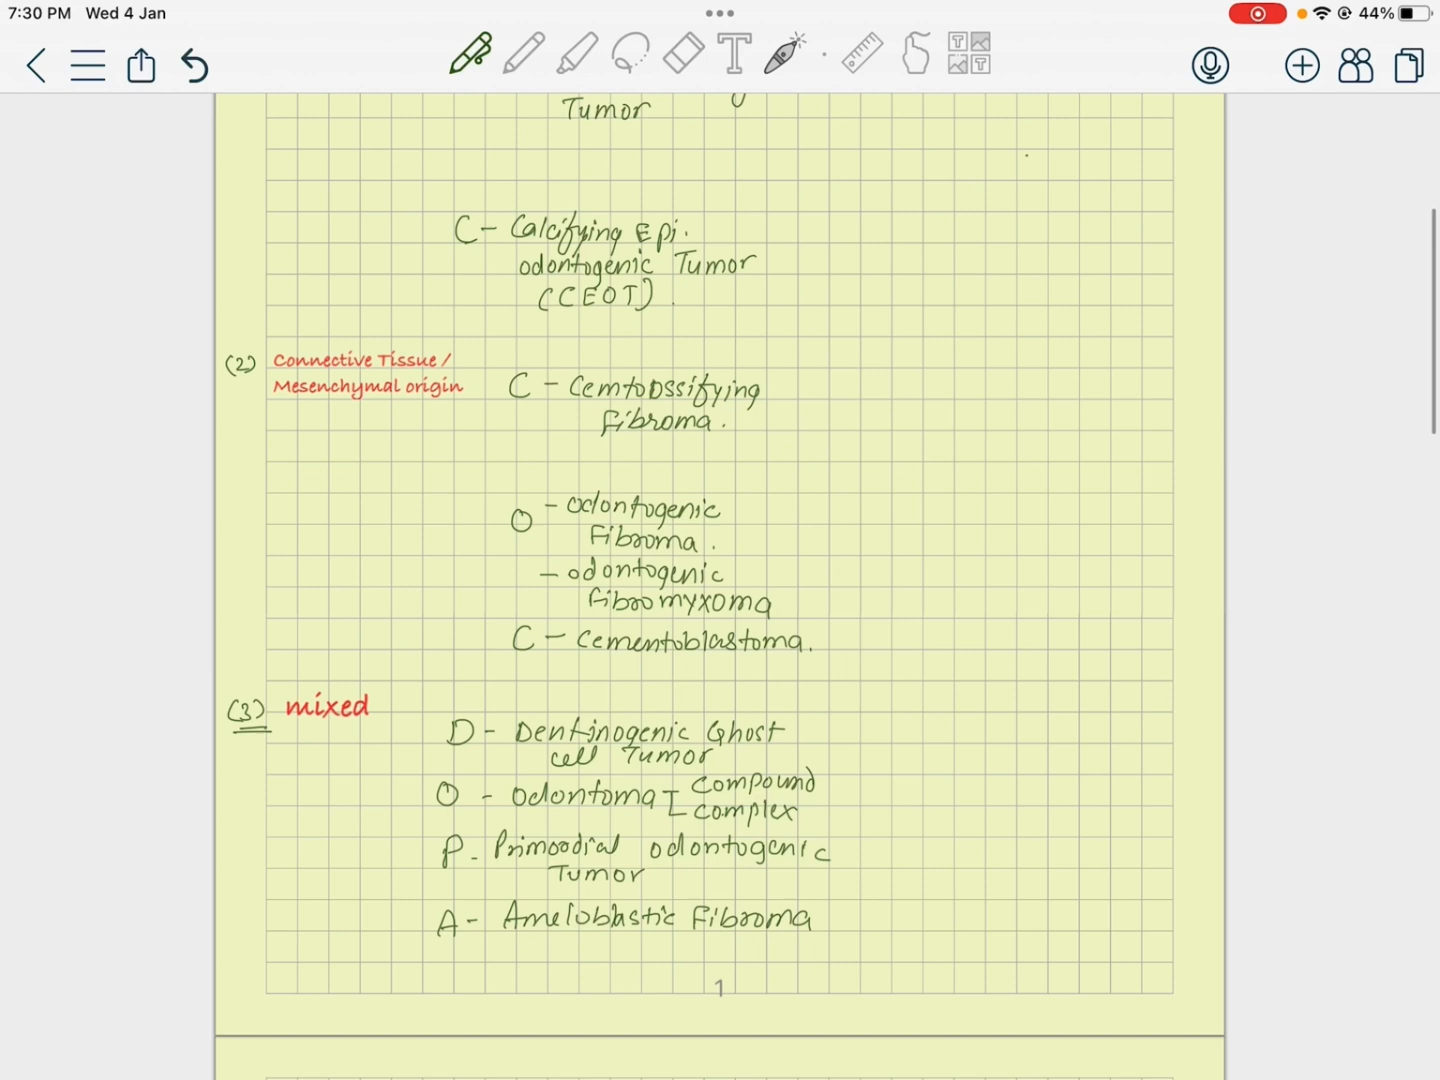 7:30 PM Wed 4 Jan
44%
Tumor
C - Calcifying Epi.
odontogenic Tumor
(CEOT).
(2) Connective Tissue /
Mesenchymal origin
C - Cemtoossifying
Fibroma.
O - odontogenic
Fibroma.
- odontogenic
Fibromyxoma
C - Cementoblastoma.
(3) mixed
D - Dentinogenic Ghost
cell Tumor
O - odontoma - compound
complex
P - Primordial odontogenic
Tumor
A - Ameloblastic Fibroma
1